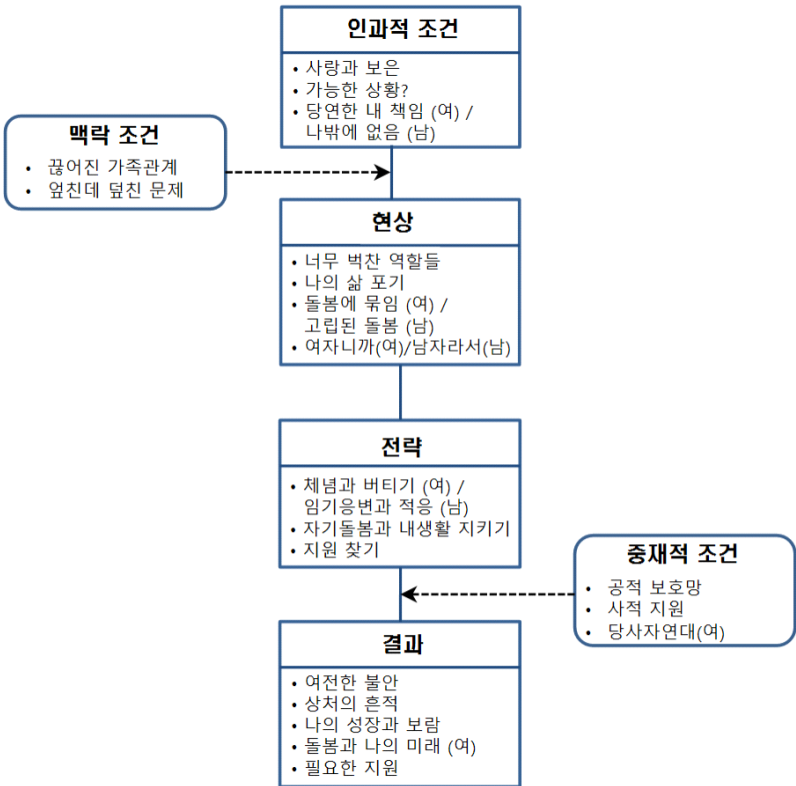 인과적 조건
• 사랑과 보은
• 가능한 상황?
• 당연한 내 책임 (여) /
나밖에 없음 (남)
맥락 조건
• 끊어진 가족관계
• 엎친데 덮친 문제
현상
• 너무 벅찬 역할들
• 나의 삶 포기
• 돌봄에 묶임 (여) /
고립된 돌봄 (남)
• 여자니까(여)/남자라서(남)
전략
• 체념과 버티기 (여) /
임기응변과 적응 (남)
• 자기돌봄과 내생활 지키기
• 지원 찾기
중재적 조건
• 공적 보호망
• 사적 지원
• 당사자연대(여)
결과
• 여전한 불안
• 상처의 흔적
• 나의 성장과 보람
• 돌봄과 나의 미래 (여)
• 필요한 지원